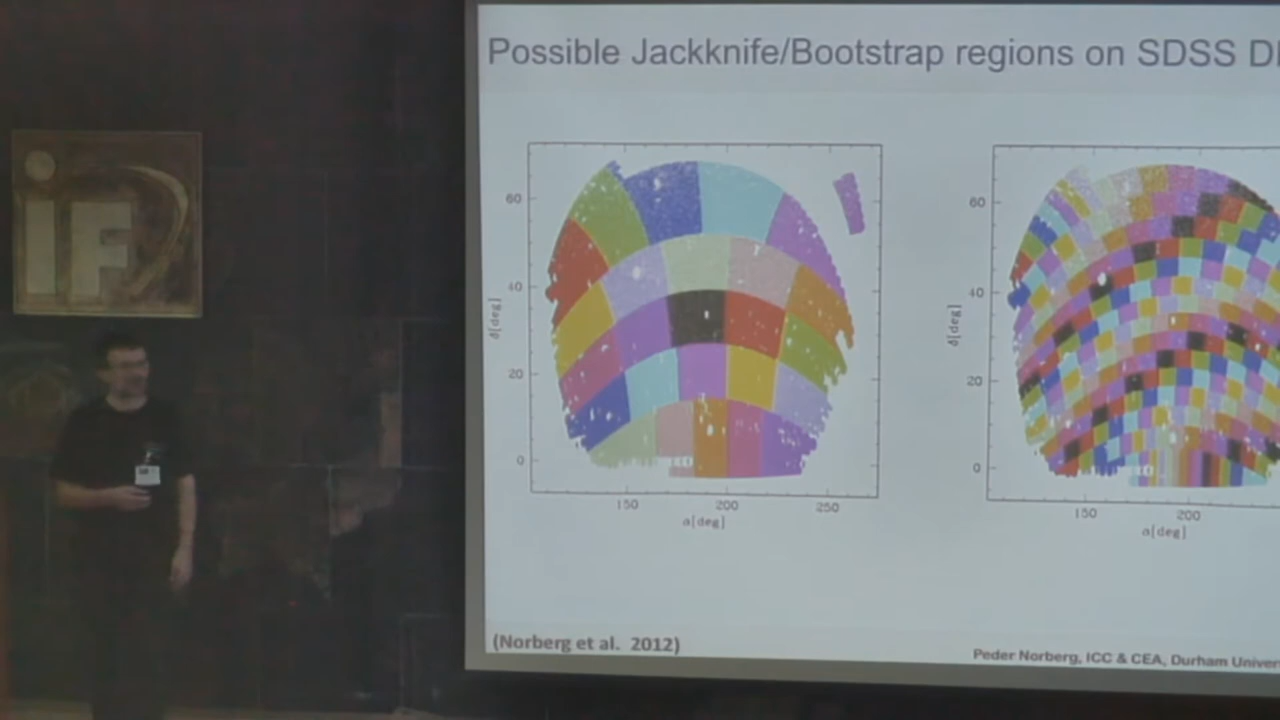 Possible Jackknife/Bootstrap regions on SDSS
iF
60
40
20
0
δ[deg]
150
200
250
α[deg]
60
40
20
0
δ[deg]
150
200
α[deg]
(Norberg et al. 2012)
Peder Norberg, ICC & CEA, Durham